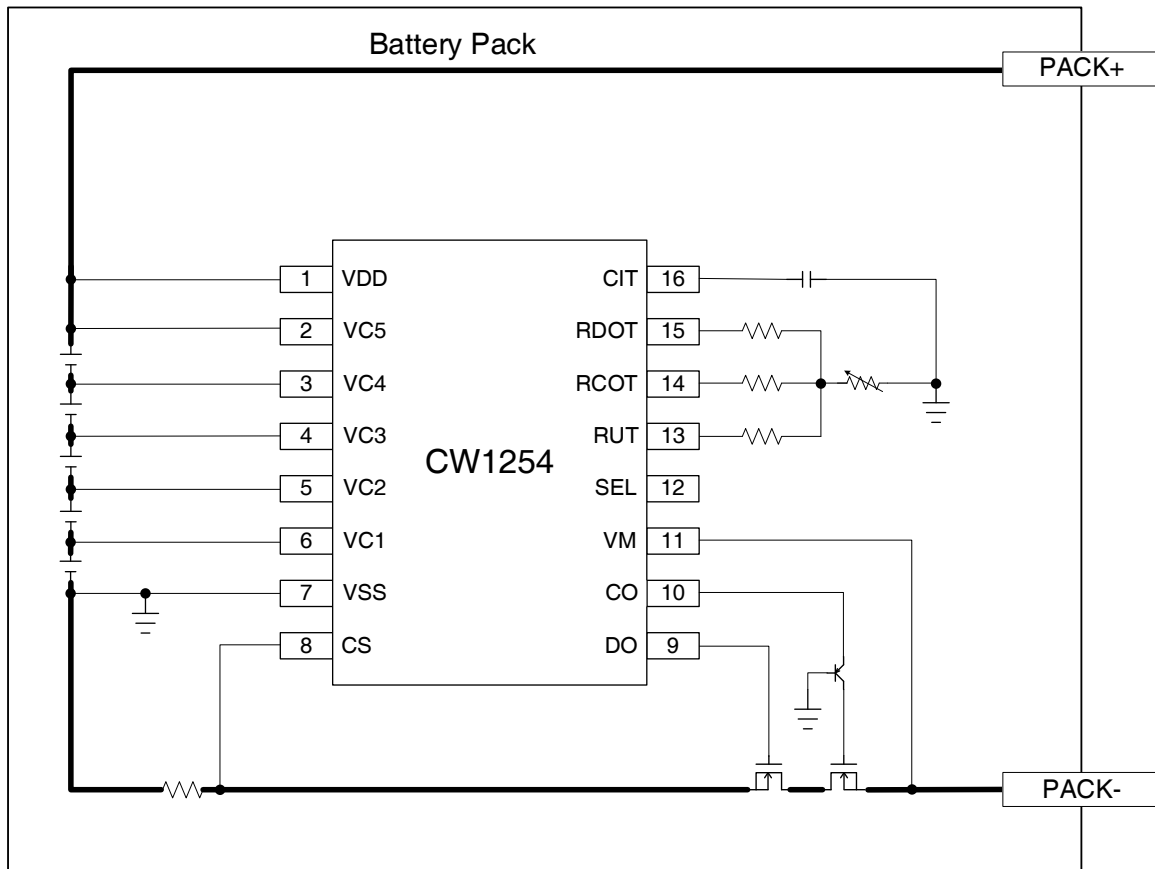 Battery Pack
PACK+
1 VDD CIT 16
2 VC5 RDOT 15
3 VC4 RCOT 14
4 VC3 RUT 13
CW1254
5 VC2 SEL 12
6 VC1 VM 11
7 VSS CO 10
8 CS DO 9
PACK-